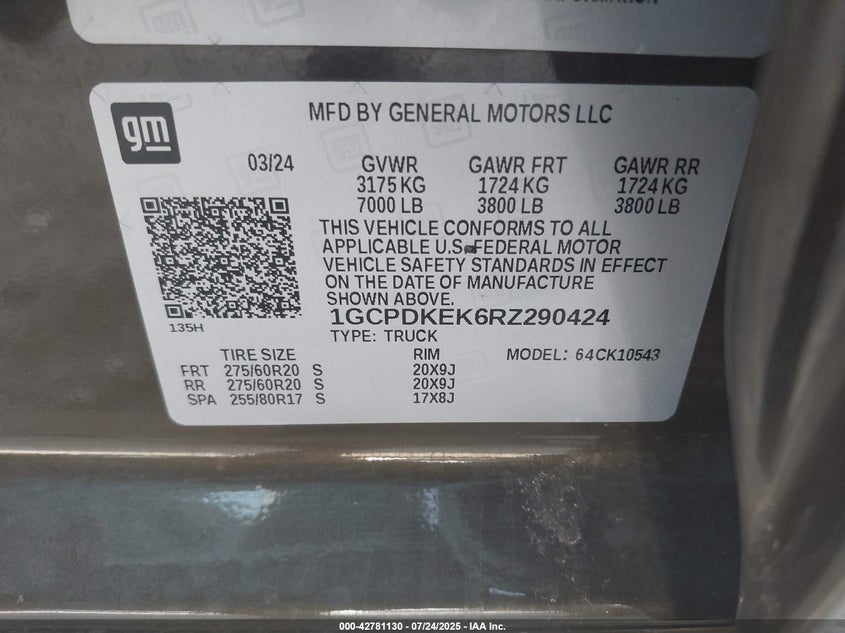 gm
MFD BY GENERAL MOTORS LLC
03/24 GVWR GAWR FRT GAWR RR
3175 KG 1724 KG 1724 KG
7000 LB 3800 LB 3800 LB
THIS VEHICLE CONFORMS TO ALL
APPLICABLE U.S. FEDERAL MOTOR
VEHICLE SAFETY STANDARDS IN EFFECT
ON THE DATE OF MANUFACTURE
SHOWN ABOVE.
135H
1GCPDKEK6RZ290424
TYPE: TRUCK
TIRE SIZE RIM MODEL: 64CK10543
FRT 275/60R20 S 20X9J
RR 275/60R20 S 20X9J
SPA 255/80R17 S 17X8J
000-42781130 - 07/24/2025 - IAA Inc.